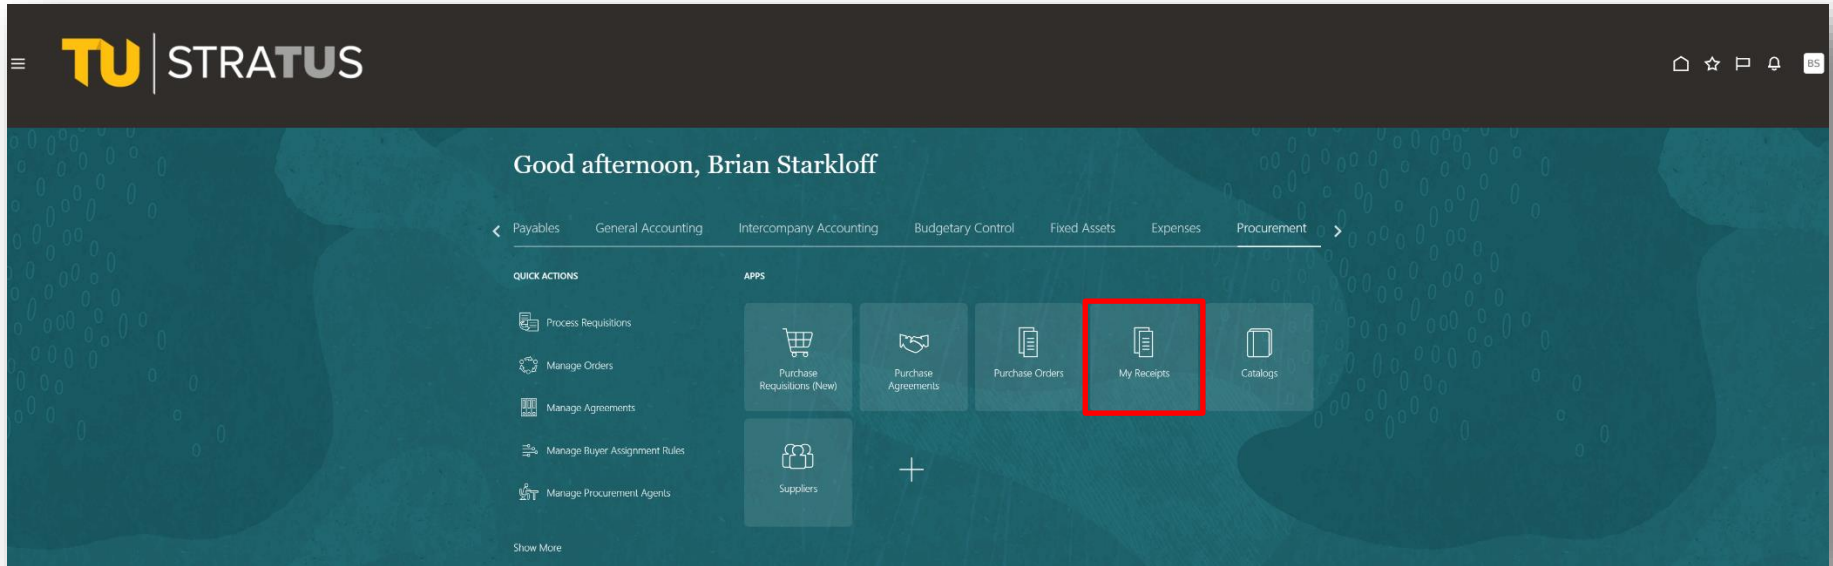 TU STRATUS
BS
Good afternoon, Brian Starkloff
Payables General Accounting Intercompany Accounting Budgetary Control Fixed Assets Expenses Procurement
QUICK ACTIONS
Process Requisitions
Manage Orders
Manage Agreements
Manage Buyer Assignment Rules
Manage Procurement Agents
Show More
APPS
Purchase
Requisitions (New)
Purchase
Agreements
Purchase Orders
My Receipts
Catalogs
Suppliers